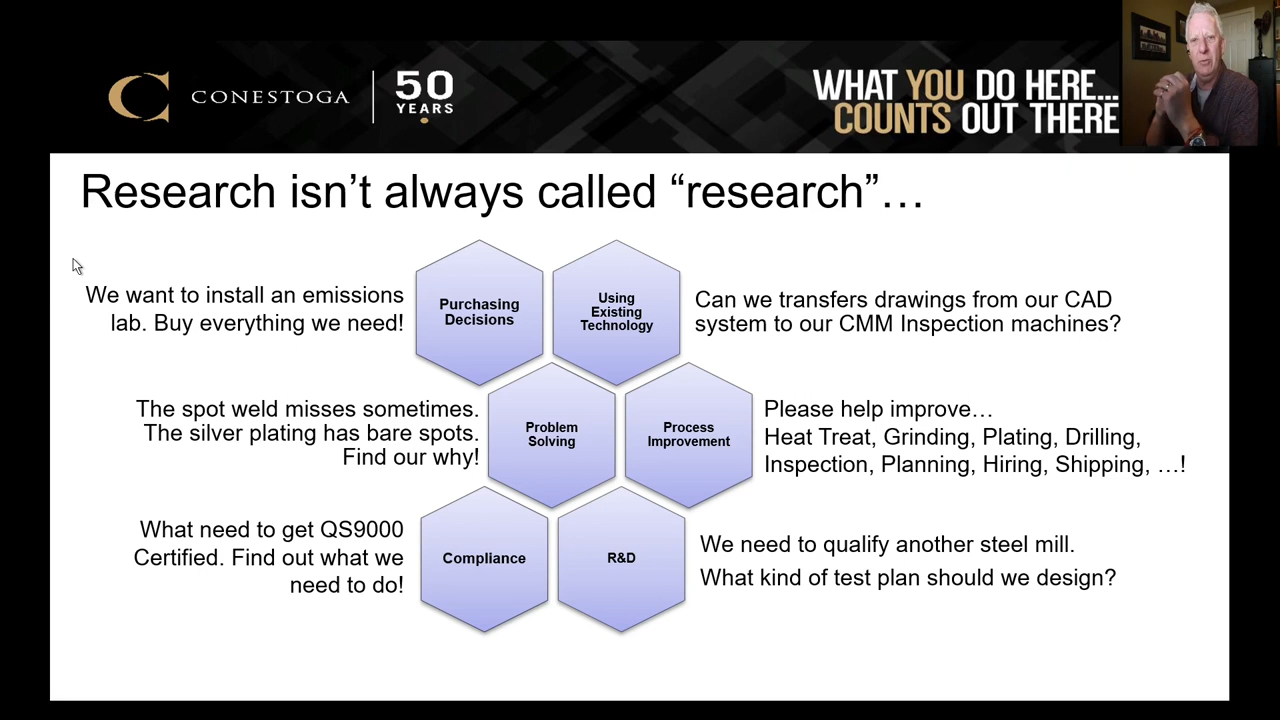 CONESTOGA
50
YEARS
WHAT YOU DO HERE...
COUNTS OUT THERE
Research isn’t always called “research”…
We want to install an emissions
lab. Buy everything we need!
Purchasing
Decisions
Using
Existing
Technology
Can we transfers drawings from our CAD
system to our CMM Inspection machines?
The spot weld misses sometimes.
The silver plating has bare spots.
Find our why!
Problem
Solving
Process
Improvement
Please help improve…
Heat Treat, Grinding, Plating, Drilling,
Inspection, Planning, Hiring, Shipping, …!
What need to get QS9000
Certified. Find out what we
need to do!
Compliance
R&D
We need to qualify another steel mill.
What kind of test plan should we design?